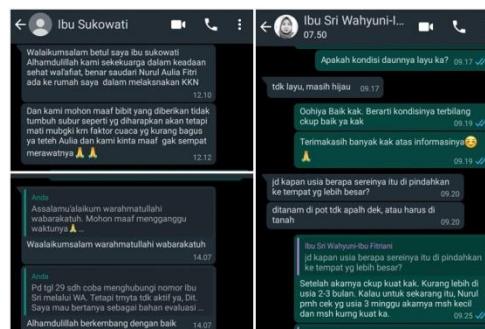 Ibu Sukowati
Walaikumsalam betul saya ibu sukowati
Alhamdulillah kami sekekuarga dalam keadaan
sehat wal'afiat, benar saudari Nurul Aulia Fitri
ada ke rumah saya dalam melaksnakan KKN
12.10
Dan kami mohon maaf bibit yang diberikan tidak
tumbuh subur seperti yg diharapkan akan tetapi
mati mubgki krn faktor cuaca yg kurang bagus
ya teteh Aulia dan kami kinta maaf gak sempat
merawatnya🙏🙏
12.12
Anda
Assalamu'alaikum warahmatullahi
wabarakatuh. Mohon maaf mengganggu
waktunya🙏...
Waalaikumsalam warahmatullahi wabarakatuh
14.07
Anda
Pd tgl 29 sdh coba menghubungi nomor Ibu
Sri melalui WA. Tetapi trnyta tdk aktif ya, Dit.
Saya mau bertanya sebagai bahan evaluasi ...
Alhamdulillah berkembang dengan baik 14.07
Ibu Sri Wahyuni-I...
07.50
Apakah kondisi daunnya layu ka? 09.17
tdk layu, masih hijau 09.17
Oohiya Baik kak. Berarti kondisinya terbilang
ckup baik ya kak
09.19
Terimakasih banyak kak atas informasinya😊
🙏
09.19
jd kapan usia berapa sereinya itu di pindahkan
ke tempat yg lebih besar?
09.20
ditanam di pot tdk apalh dek, atau harus di
tanah
09.20
Ibu Sri Wahyuni-Ibu Fitriani
jd kapan usia berapa sereinya itu di pindahkan
ke tempat yg lebih besar?
Setelah akarnya ckup kuat kak. Kurang lebih di
usia 2-3 bulan. Kalau untuk sekarang itu, Nurul
pmh cek yg usia 3 minggu akarnya msh kecil
dan msh kurng kuat ka.
09.25